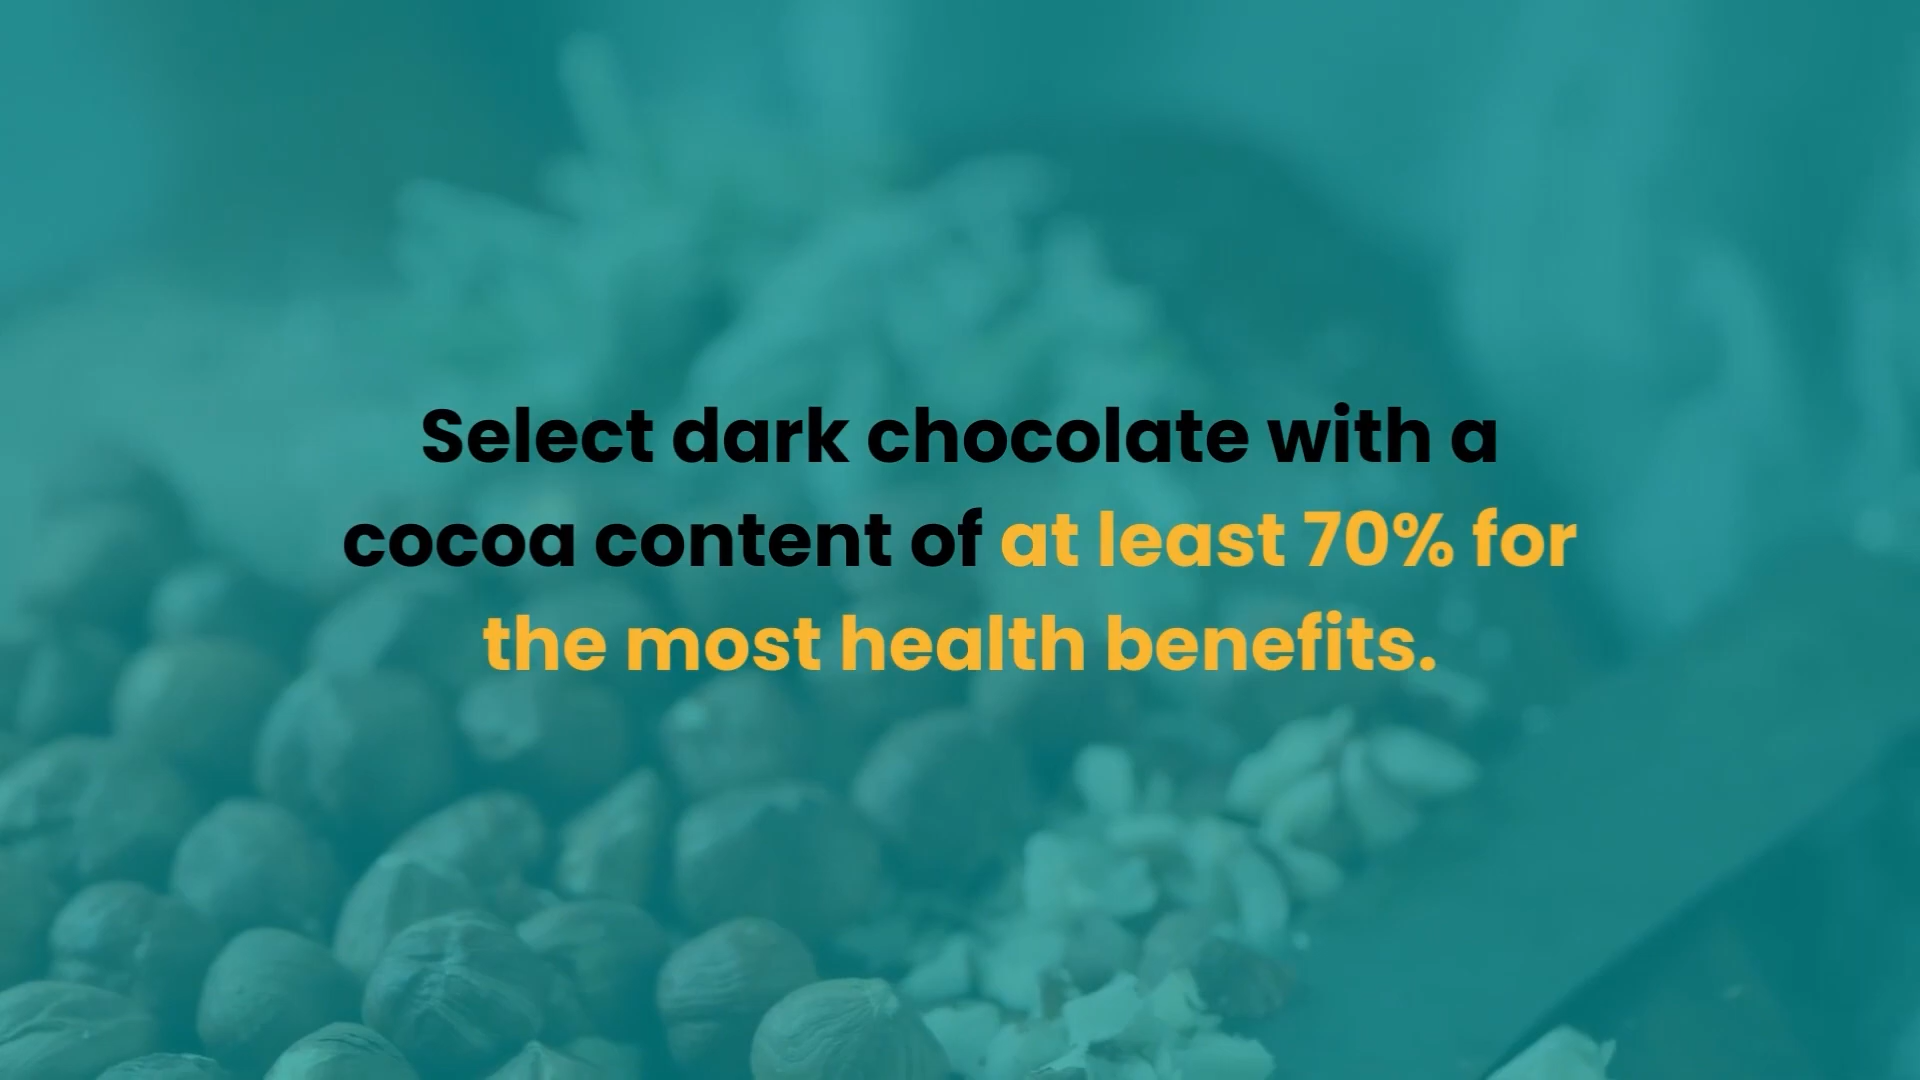 Select dark chocolate with a
cocoa content of at least 70% for
the most health benefits.